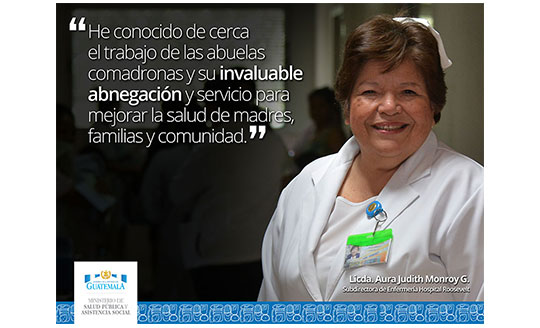 “He conocido de cerca
el trabajo de las abuelas
comadronas y su invaluable
abnegación y servicio para
mejorar la salud de madres,
familias y comunidad.”
Licda. Aura Judith Monroy G.
Subdirectora de Enfermería Hospital Roosevelt
GUATEMALA
MINISTERIO DE
SALUD PÚBLICA Y
ASISTENCIA SOCIAL